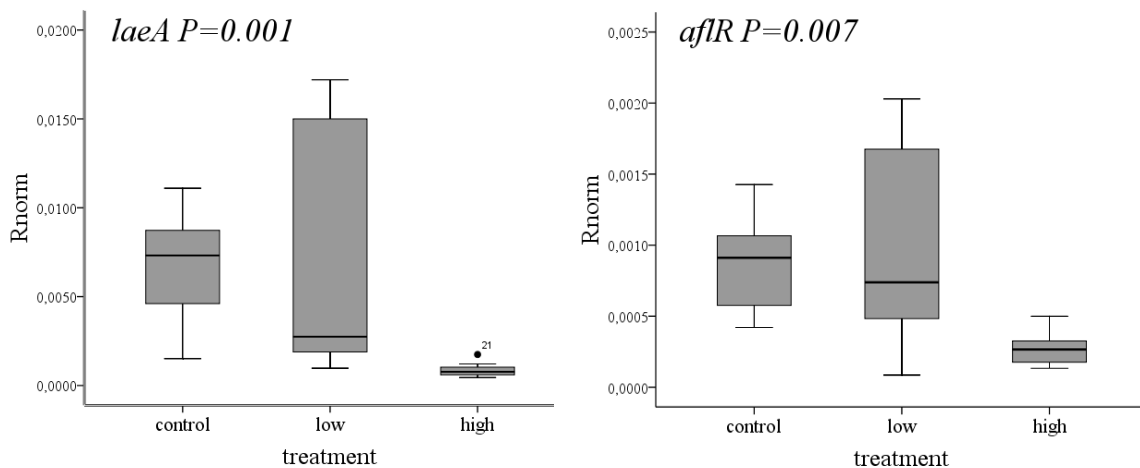 laeA P=0.001
0,0200
0,0150
0,0100
0,0050
0,0000
Rnorm
21
control low high
treatment
aflR P=0.007
0,0025
0,0020
0,0015
0,0010
0,0005
0,0000
Rnorm
control low high
treatment